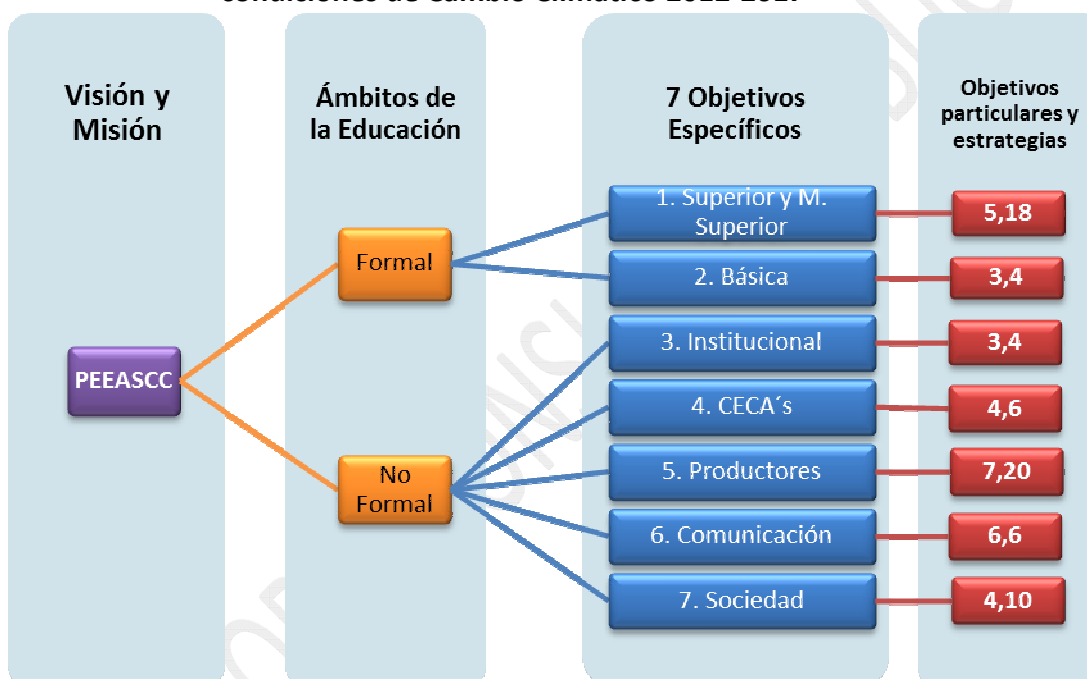 Visión y
Misión
Ámbitos de
la Educación
7 Objetivos
Específicos
Objetivos
particulares y
estrategias
PEEASCC
Formal
No
Formal
1. Superior y M.
Superior
2. Básica
3. Institucional
4. CECA´s
5. Productores
6. Comunicación
7. Sociedad
5,18
3,4
3,4
4,6
7,20
6,6
4,10